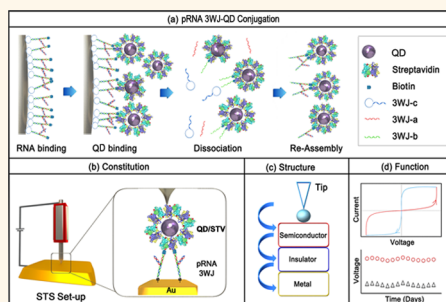 (a) pRNA 3WJ-QD Conjugation
QD
Streptavidin
Biotin
3WJ-c
3WJ-a
3WJ-b
RNA binding
QD binding
Dissociation
Re-Assembly
(b) Constitution
QD/STV
pRNA
3WJ
Au
STS Set-up
(c) Structure
Tip
Semiconductor
Insulator
Metal
(d) Function
Current
Voltage
Voltage
Time (Days)